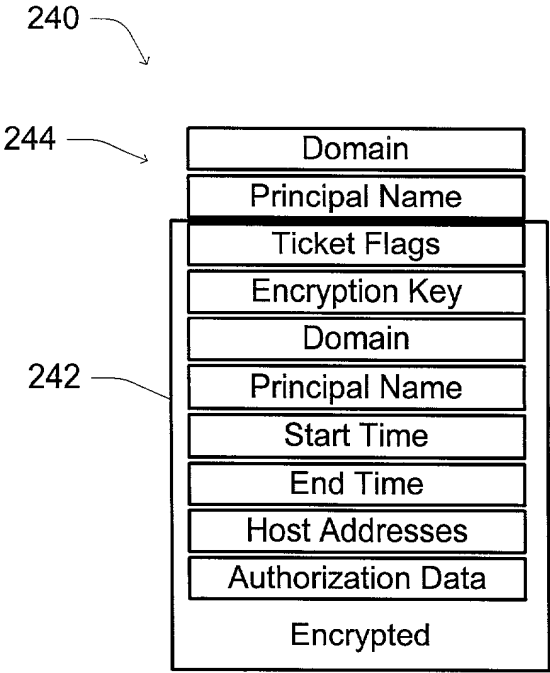 240
244
Domain
Principal Name
Ticket Flags
Encryption Key
Domain
242
Principal Name
Start Time
End Time
Host Addresses
Authorization Data
Encrypted